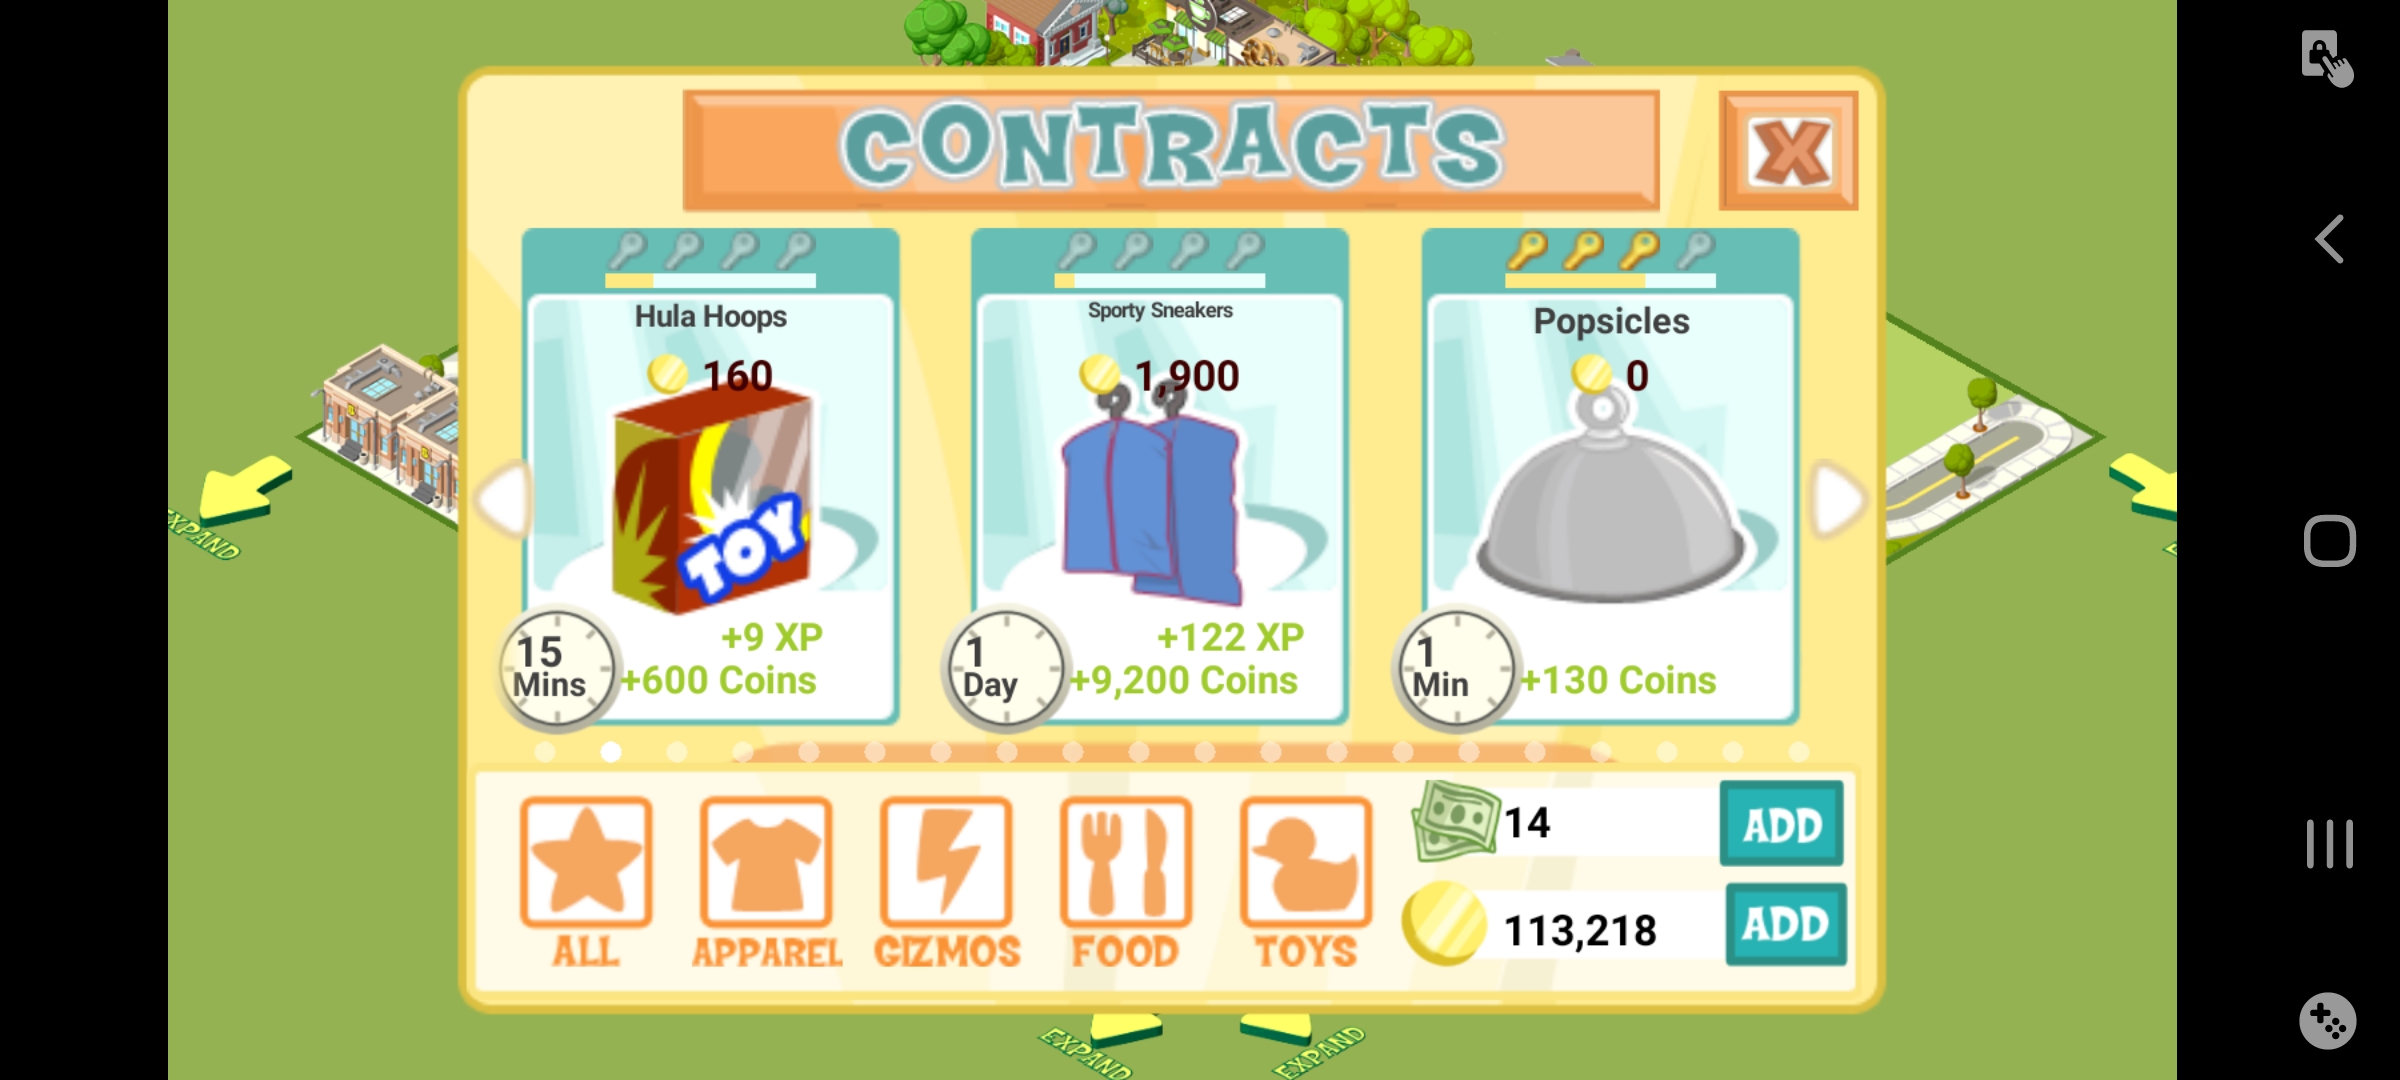 CONTRACTS
X
Hula Hoops
160
TOY
15
Mins
+9 XP
+600 Coins
Sporty Sneakers
1,900
1
Day
+122 XP
+9,200 Coins
Popsicles
0
1
Min
+130 Coins
EXPAND
ALL
APPAREL
GIZMOS
FOOD
TOYS
14
ADD
113,218
ADD
EXPAND
EXPAND